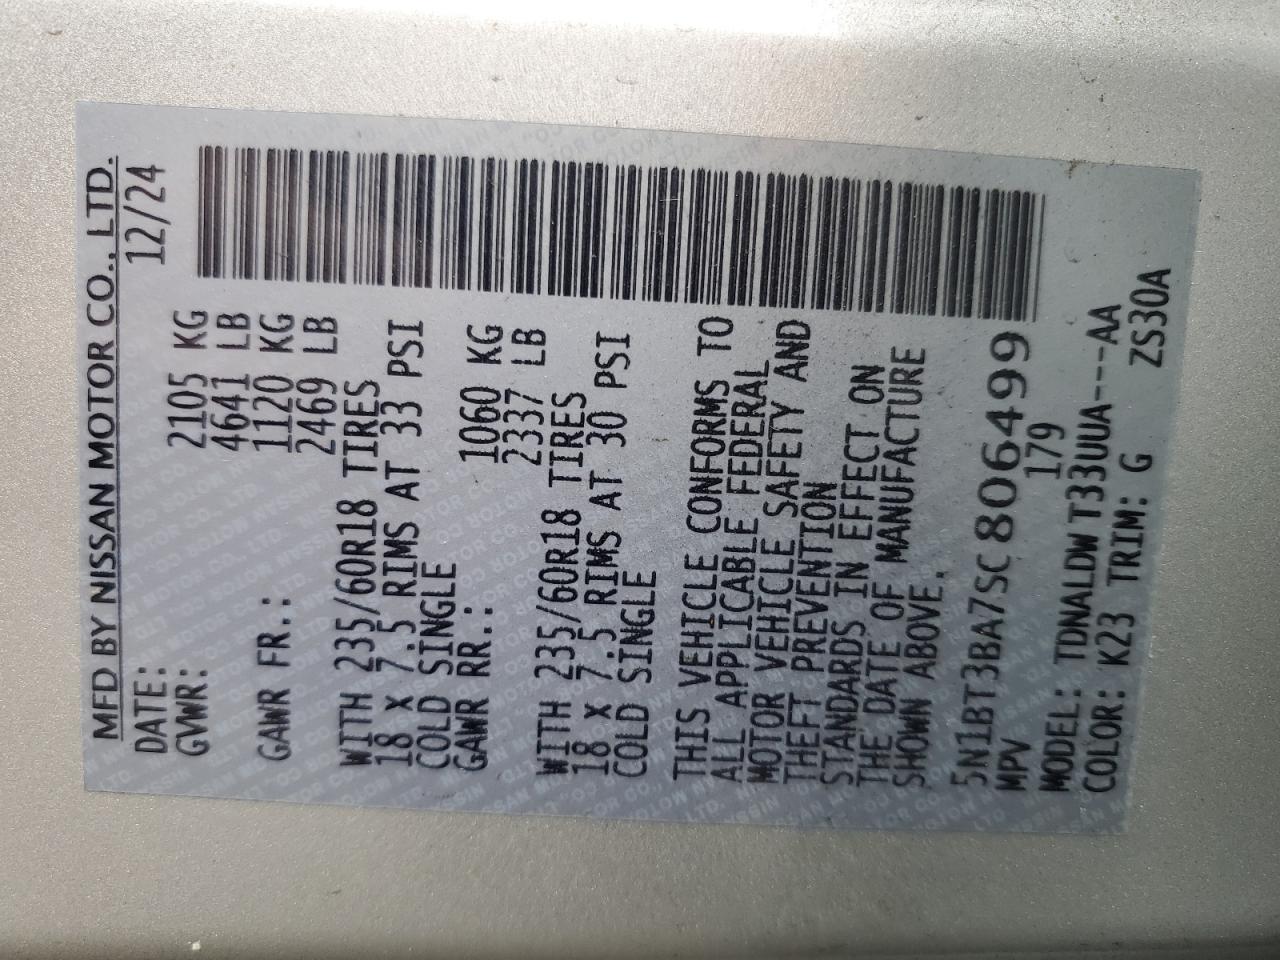 MFD BY NISSAN MOTOR CO., LTD.
DATE: 12/24
GVWR: 2105 KG
4641 LB
GAWR FR.: 1120 KG
2469 LB
WITH 235/60R18 TIRES
18 X 7.5 RIMS AT 33 PSI
COLD SINGLE
GAWR RR.: 1060 KG
2337 LB
WITH 235/60R18 TIRES
18 X 7.5 RIMS AT 30 PSI
COLD SINGLE
THIS VEHICLE CONFORMS TO
ALL APPLICABLE FEDERAL
MOTOR VEHICLE SAFETY AND
THEFT PREVENTION
STANDARDS IN EFFECT ON
THE DATE OF MANUFACTURE
SHOWN ABOVE.
5N1BT3BA7SC806499
MPV 179
MODEL: TDNALDW T33UUA---AA
COLOR: K23 TRIM: G ZS30A